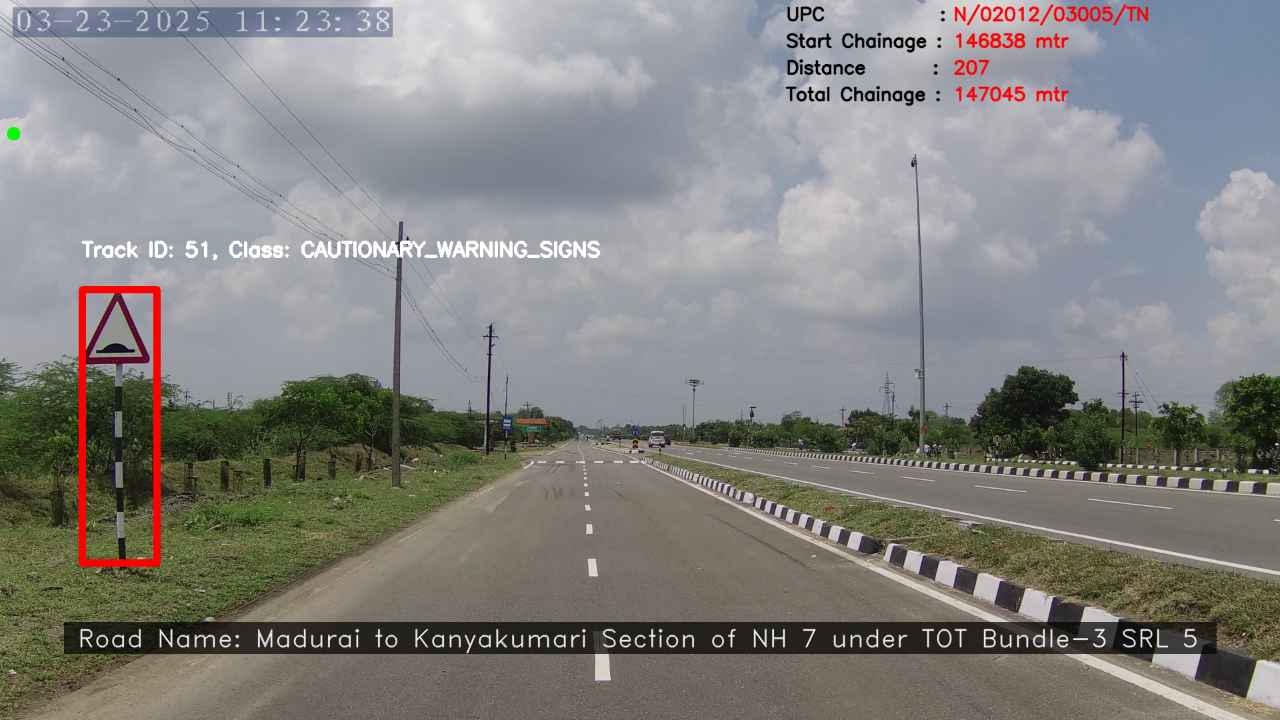 03-23-2025 11:23:38
UPC : N/02012/03005/TN
Start Chainage : 146838 mtr
Distance : 207
Total Chainage : 147045 mtr
Track ID: 51, Class: CAUTIONARY_WARNING_SIGNS
Road Name: Madurai to Kanyakumari Section of NH 7 under TOT Bundle-3 SRL 5